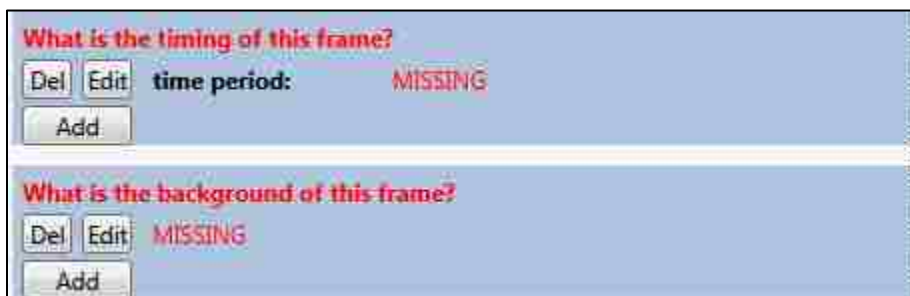 What is the timing of this frame?
Del Edit time period: MISSING
Add
What is the background of this frame?
Del Edit MISSING
Add